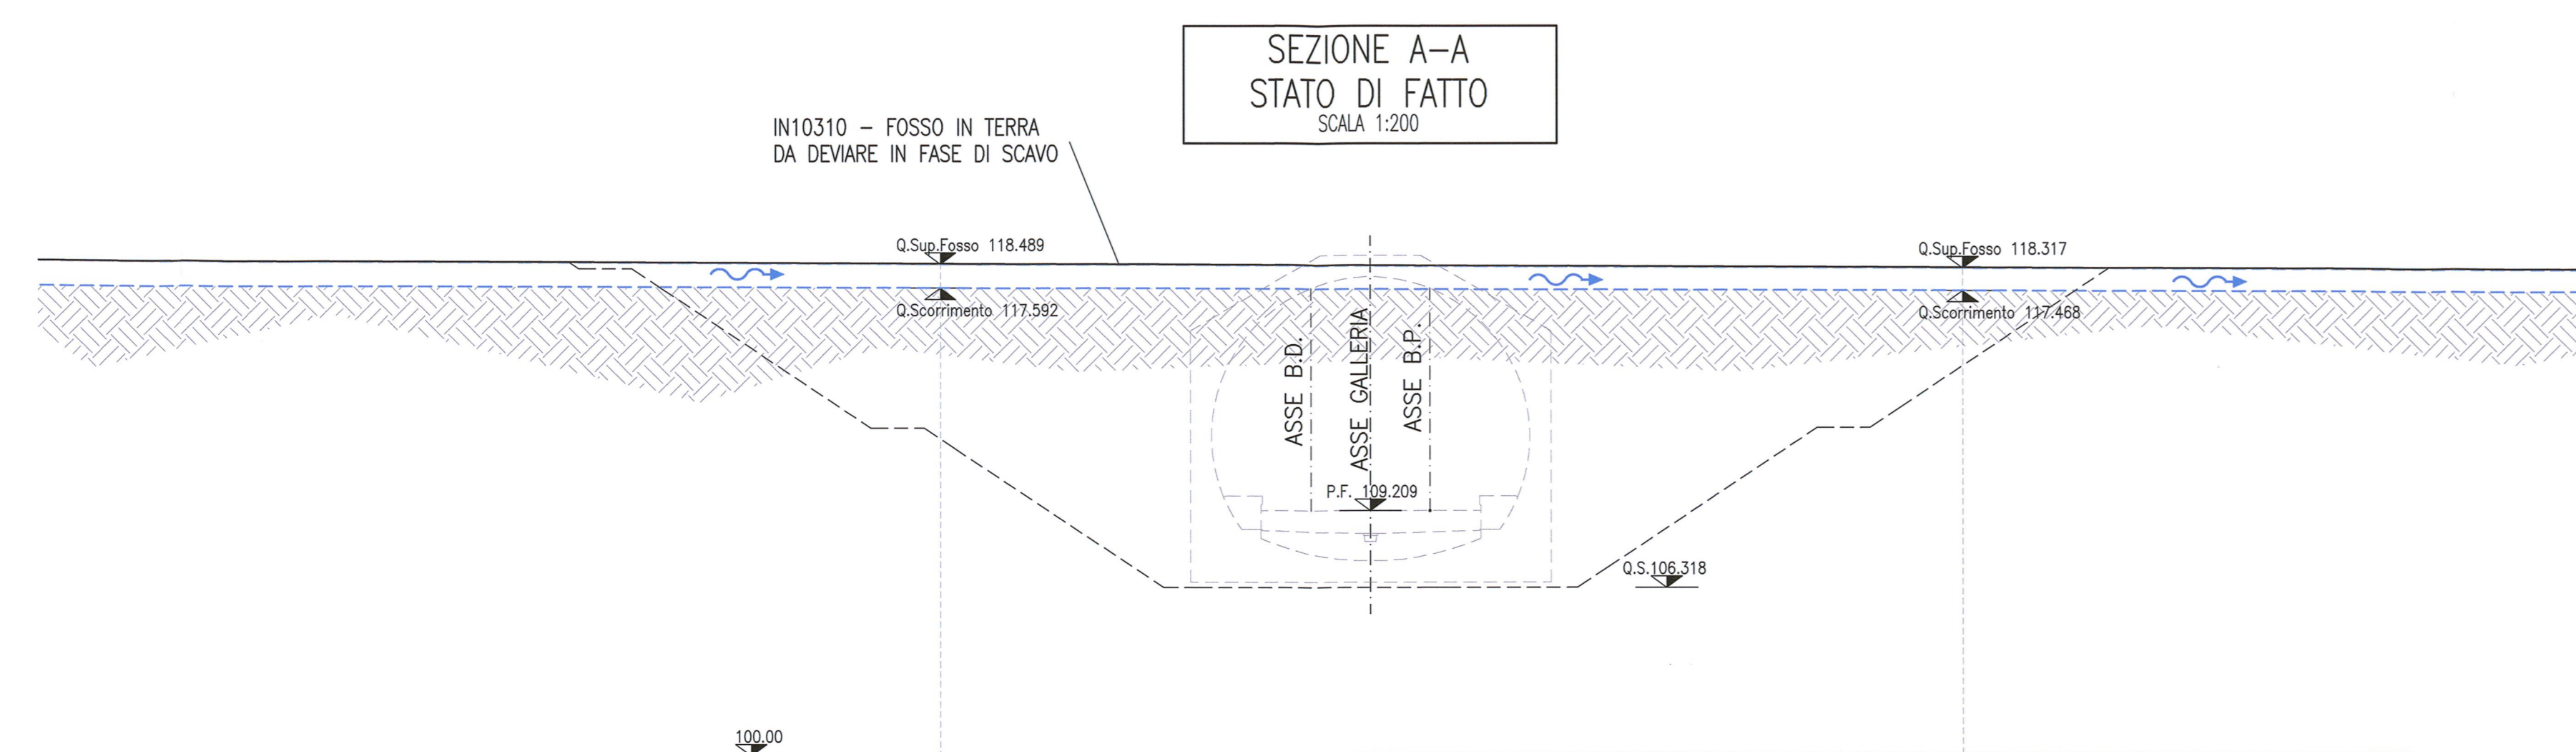 SEZIONE A-A
STATO DI FATTO
SCALA 1:200
IN10310 - FOSSO IN TERRA
DA DEVIARE IN FASE DI SCAVO
Q.Sup.Fosso 118.489
Q.Scorrimento 117.592
Q.Sup.Fosso 118.317
Q.Scorrimento 117.468
ASSE B.D.
ASSE GALLERIA
ASSE B.P.
P.F. 109.209
Q.S.106.318
100.00